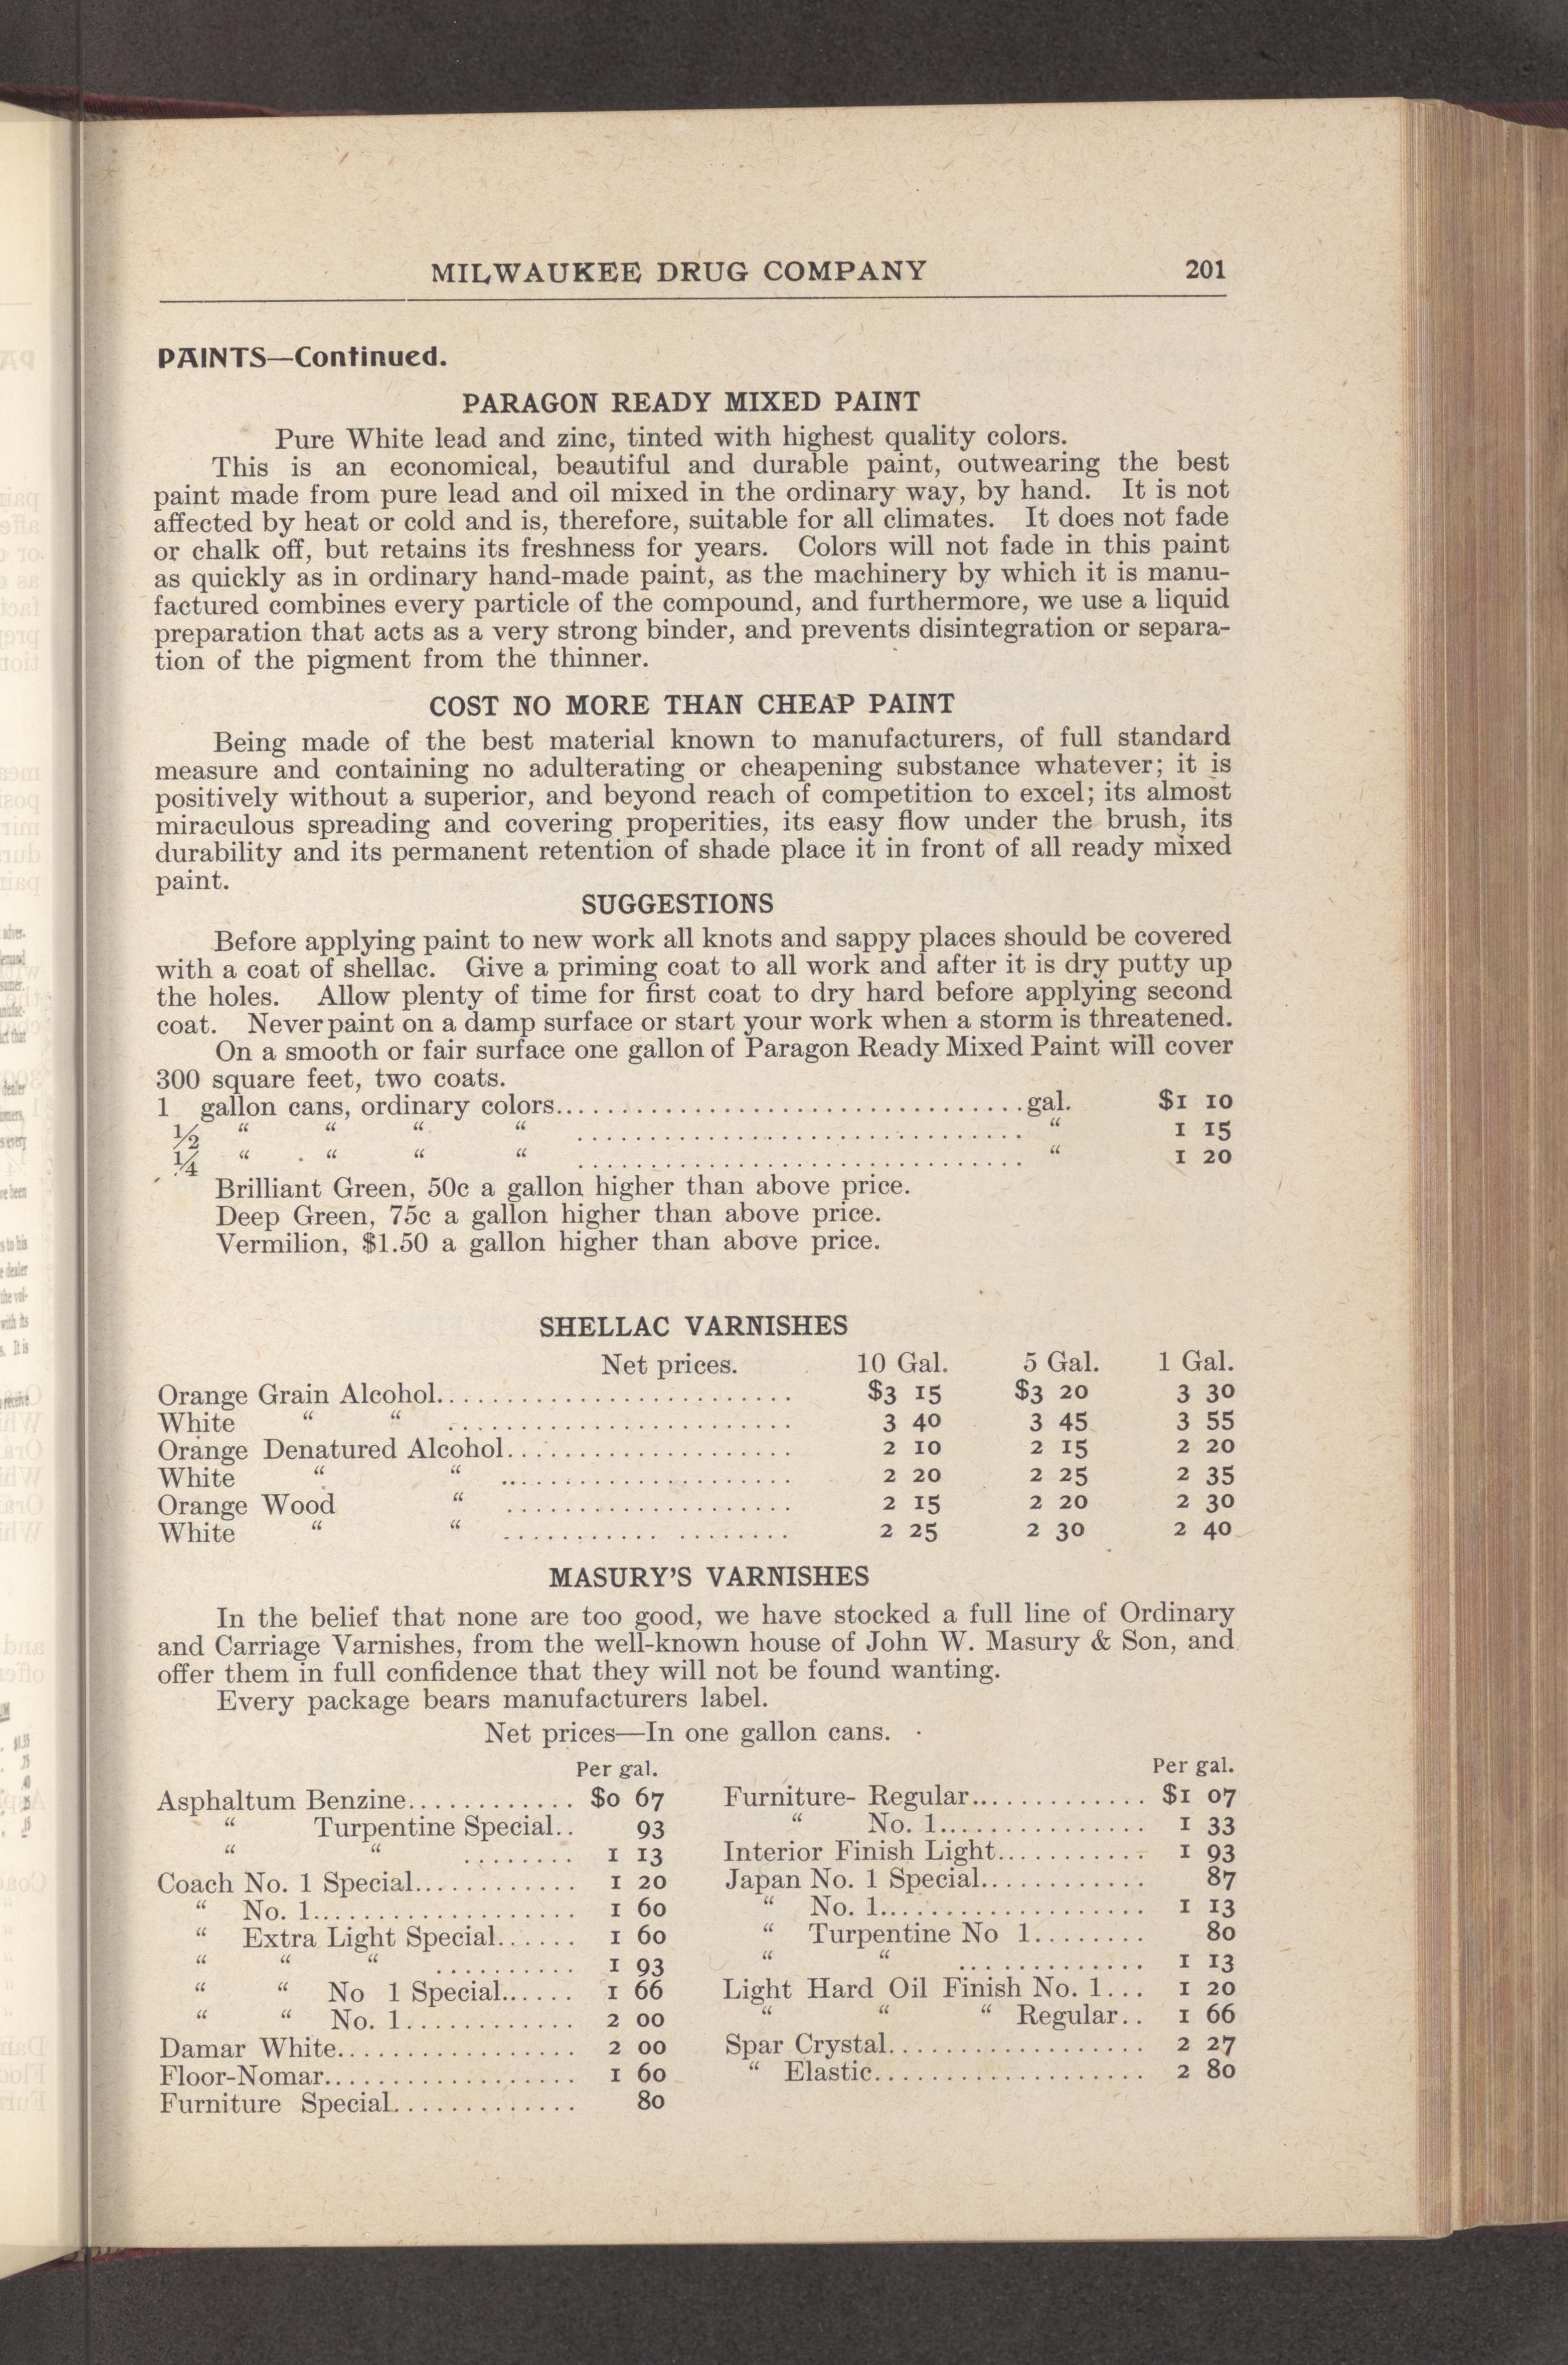 MILWAUKEE DRUG COMPANY 201
PAINTS—Continued.
PARAGON READY MIXED PAINT
Pure White lead and zinc, tinted with highest quality colors.
This is an economical, beautiful and durable paint, outwearing the best
paint made from pure lead and oil mixed in the ordinary way, by hand. It is not
affected by heat or cold and is, therefore, suitable for all climates. It does not fade
or chalk off, but retains its freshness for years. Colors will not fade in this paint
as quickly as in ordinary hand-made paint, as the machinery by which it is manu-
factured combines every particle of the compound, and furthermore, we use a liquid
preparation that acts as a very strong binder, and prevents disintegration or separa-
tion of the pigment from the thinner.
COST NO MORE THAN CHEAP PAINT
Being made of the best material known to manufacturers, of full standard
measure and containing no adulterating or cheapening substance whatever; it is
positively without a superior, and beyond reach of competition to excel; its almost
miraculous spreading and covering properities, its easy flow under the brush, its
durability and its permanent retention of shade place it in front of all ready mixed
paint.
SUGGESTIONS
Before applying paint to new work all knots and sappy places should be covered
with a coat of shellac. Give a priming coat to all work and after it is dry putty up
the holes. Allow plenty of time for first coat to dry hard before applying second
coat. Never paint on a damp surface or start your work when a storm is threatened.
On a smooth or fair surface one gallon of Paragon Ready Mixed Paint will cover
300 square feet, two coats.
1 gallon cans, ordinary colors.................................gal. $1 10
½ “ “ “ “ ............................... “ 1 15
¼ “ “ “ “ ............................... “ 1 20
Brilliant Green, 50c a gallon higher than above price.
Deep Green, 75c a gallon higher than above price.
Vermilion, $1.50 a gallon higher than above price.
SHELLAC VARNISHES
Net prices. 10 Gal. 5 Gal. 1 Gal.
Orange Grain Alcohol........................... $3 15 $3 20 3 30
White “ “ .......................... 3 40 3 45 3 55
Orange Denatured Alcohol...................... 2 10 2 15 2 20
White “ “ ...................... 2 20 2 25 2 35
Orange Wood “ ...................... 2 15 2 20 2 30
White “ “ ........... ........ 2 25 2 30 2 40
MASURY'S VARNISHES
In the belief that none are too good, we have stocked a full line of Ordinary
and Carriage Varnishes, from the well-known house of John W. Masury & Son, and
offer them in full confidence that they will not be found wanting.
Every package bears manufacturers label.
Net prices—In one gallon cans.
Per gal.
Asphaltum Benzine............. $0 67
“ Turpentine Special.. 93
“ “ ........ 1 13
Coach No. 1 Special............ 1 20
“ No. 1.................... 1 60
“ Extra Light Special...... 1 60
“ “ “ .......... 1 93
“ “ No 1 Special...... 1 66
“ “ No. 1............. 2 00
Damar White.................. 2 00
Floor-Nomar................... 1 60
Furniture Special.............. 80
Per gal.
Furniture- Regular............. $1 07
“ No. 1............... 1 33
Interior Finish Light........... 1 93
Japan No. 1 Special............ 87
“ No. 1.................... 1 13
“ Turpentine No 1........ 80
“ “ ............. 1 13
Light Hard Oil Finish No. 1... 1 20
“ “ “ Regular.. 1 66
Spar Crystal................... 2 27
“ Elastic.................... 2 80